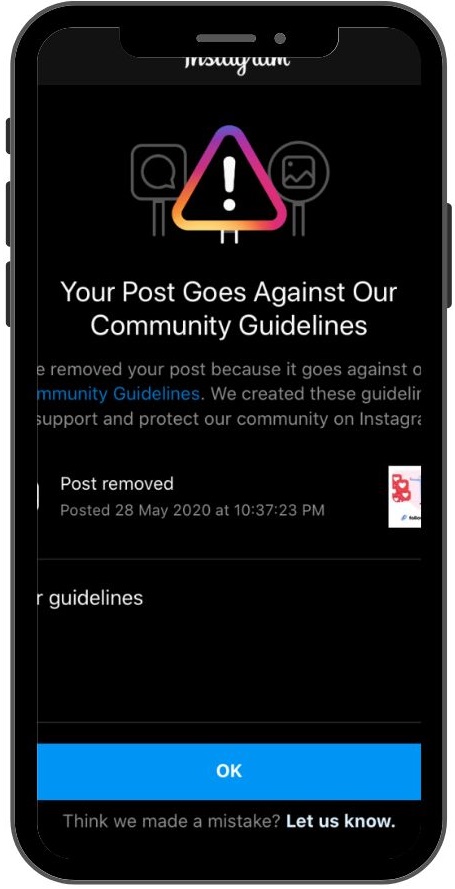 Instagram
Your Post Goes Against Our
Community Guidelines
e removed your post because it goes against o
mmunity Guidelines. We created these guidelin
support and protect our community on Instagra
Post removed
Posted 28 May 2020 at 10:37:23 PM
r guidelines
OK
Think we made a mistake? Let us know.